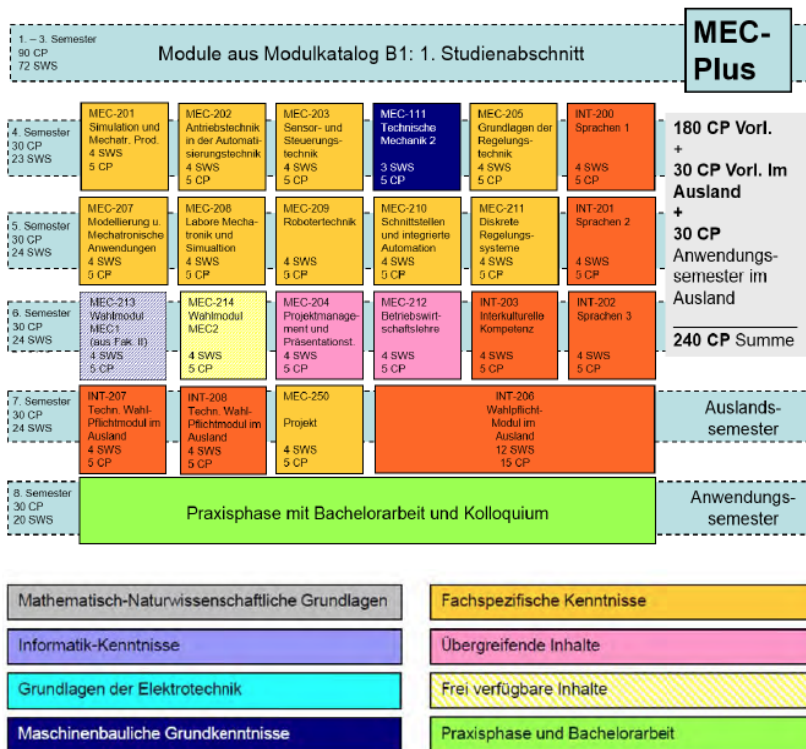 1. – 3. Semester
90 CP
72 SWS
Module aus Modulkatalog B1: 1. Studienabschnitt
MEC-
Plus
4. Semester
30 CP
23 SWS
MEC-201
Simulation und
Mechatr. Prod.
4 SWS
5 CP
MEC-202
Antriebstechnik
in der Automati-
sierungstechnik
4 SWS
5 CP
MEC-203
Sensor- und
Steuerungs-
technik
4 SWS
5 CP
MEC-111
Technische
Mechanik 2
3 SWS
5 CP
MEC-205
Grundlagen der
Regelungs-
technik
4 SWS
5 CP
INT-200
Sprachen 1
4 SWS
5 CP
180 CP Vorl.
+
30 CP Vorl. Im
Ausland
+
30 CP
Anwendungs-
semester im
Ausland
240 CP Summe
5. Semester
30 CP
24 SWS
MEC-207
Modellierung u.
Mechatronische
Anwendungen
4 SWS
5 CP
MEC-208
Labore Mecha-
tronik und
Simualtion
4 SWS
5 CP
MEC-209
Robotertechnik
4 SWS
5 CP
MEC-210
Schnittstellen
und integrierte
Automation
4 SWS
5 CP
MEC-211
Diskrete
Regelungs-
systeme
4 SWS
5 CP
INT-201
Sprachen 2
4 SWS
5 CP
6. Semester
30 CP
24 SWS
MEC-213
Wahlmodul
MEC1
(aus Fak. II)
4 SWS
5 CP
MEC-214
Wahlmodul
MEC2
4 SWS
5 CP
MEC-204
Projektmanage-
ment und
Präsentationst.
4 SWS
5 CP
MEC-212
Betriebswirt-
schaftslehre
4 SWS
5 CP
INT-203
Interkulturelle
Kompetenz
4 SWS
5 CP
INT-202
Sprachen 3
4 SWS
5 CP
7. Semester
30 CP
24 SWS
INT-207
Techn. Wahl-
Pflichtmodul im
Ausland
4 SWS
5 CP
INT-208
Techn. Wahl-
Pflichtmodul im
Ausland
4 SWS
5 CP
MEC-250
Projekt
4 SWS
5 CP
INT-206
Wahlpflicht-
Modul im
Ausland
12 SWS
15 CP
Auslands-
semester
8. Semester
30 CP
20 SWS
Praxisphase mit Bachelorarbeit und Kolloquium
Anwendungs-
semester
Mathematisch-Naturwissenschaftliche Grundlagen
Fachspezifische Kenntnisse
Informatik-Kenntnisse
Übergreifende Inhalte
Grundlagen der Elektrotechnik
Frei verfügbare Inhalte
Maschinenbauliche Grundkenntnisse
Praxisphase und Bachelorarbeit